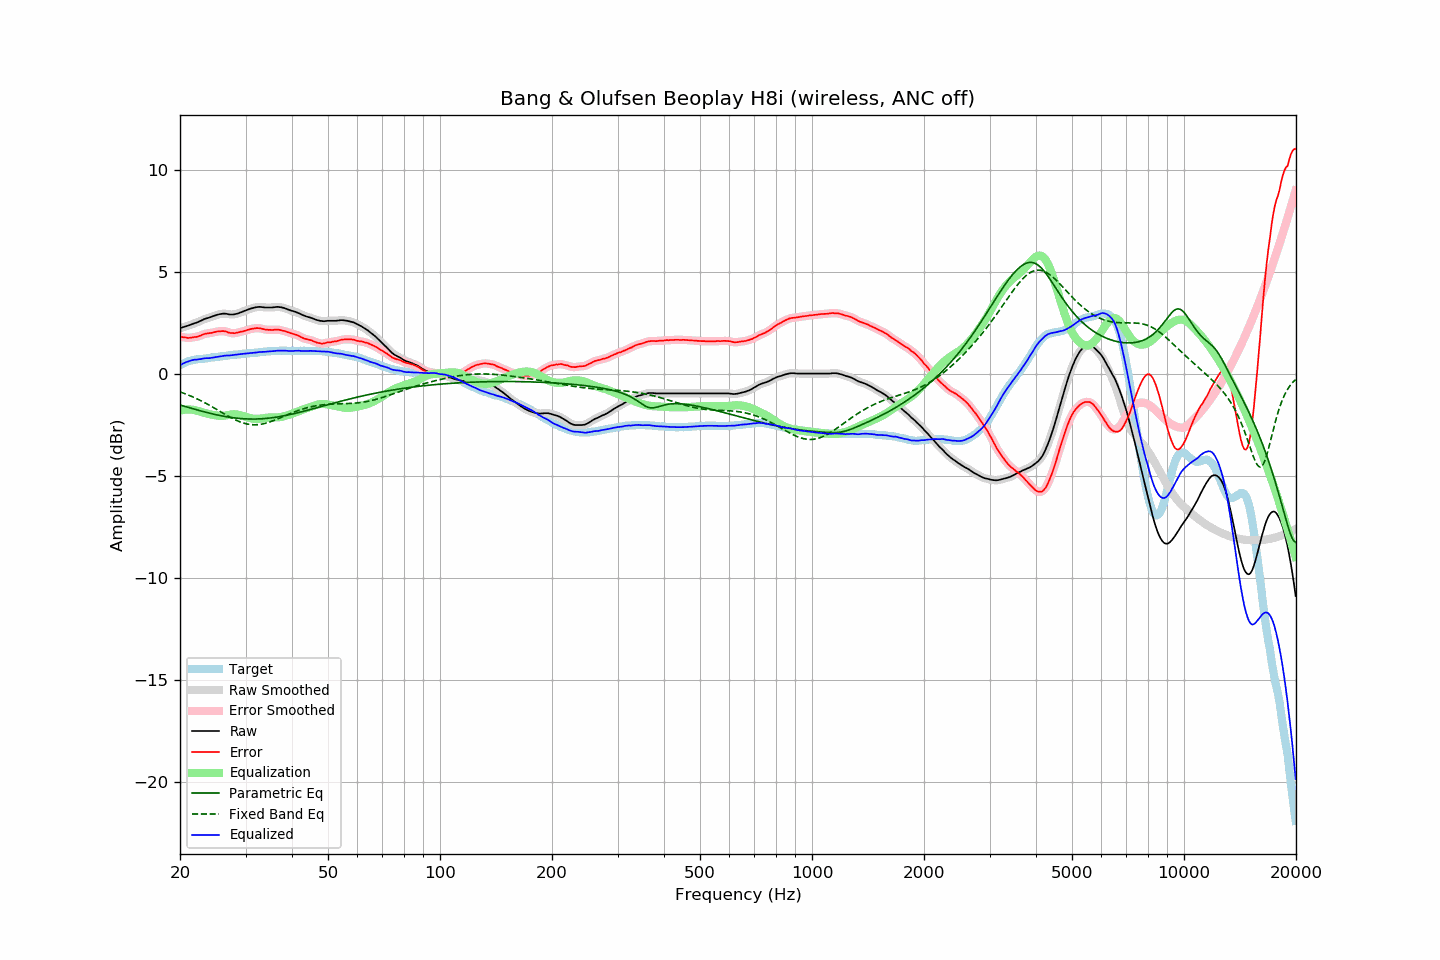 Bang & Olufsen Beoplay H8i (wireless, ANC off)
Amplitude (dBr)
10
5
0
−5
−10
−15
−20
Target
Raw Smoothed
Error Smoothed
Raw
Error
Equalization
Parametric Eq
Fixed Band Eq
Equalized
20 50 100 200 500 1000 2000 5000 10000 20000
Frequency (Hz)